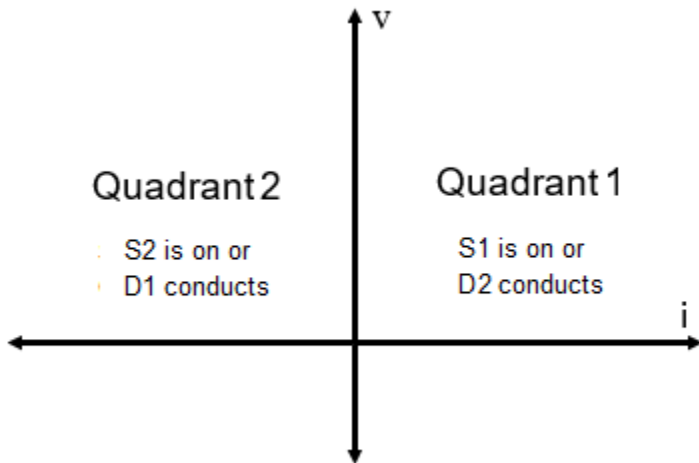 v
Quadrant 2
Quadrant 1
S2 is on or
D1 conducts
S1 is on or
D2 conducts
i